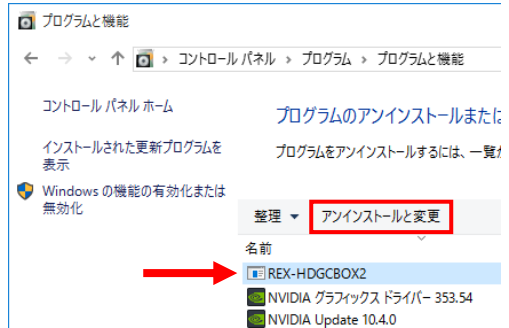 プログラムと機能
コントロール パネル › プログラム › プログラムと機能
コントロール パネル ホーム
プログラムのアンインストールまたは
インストールされた更新プログラムを
表示
プログラムをアンインストールするには、一覧か
Windows の機能の有効化または
無効化
整理 ▼ アンインストールと変更
名前
REX-HDGCBOX2
NVIDIA グラフィックス ドライバー 353.54
NVIDIA Update 10.4.0